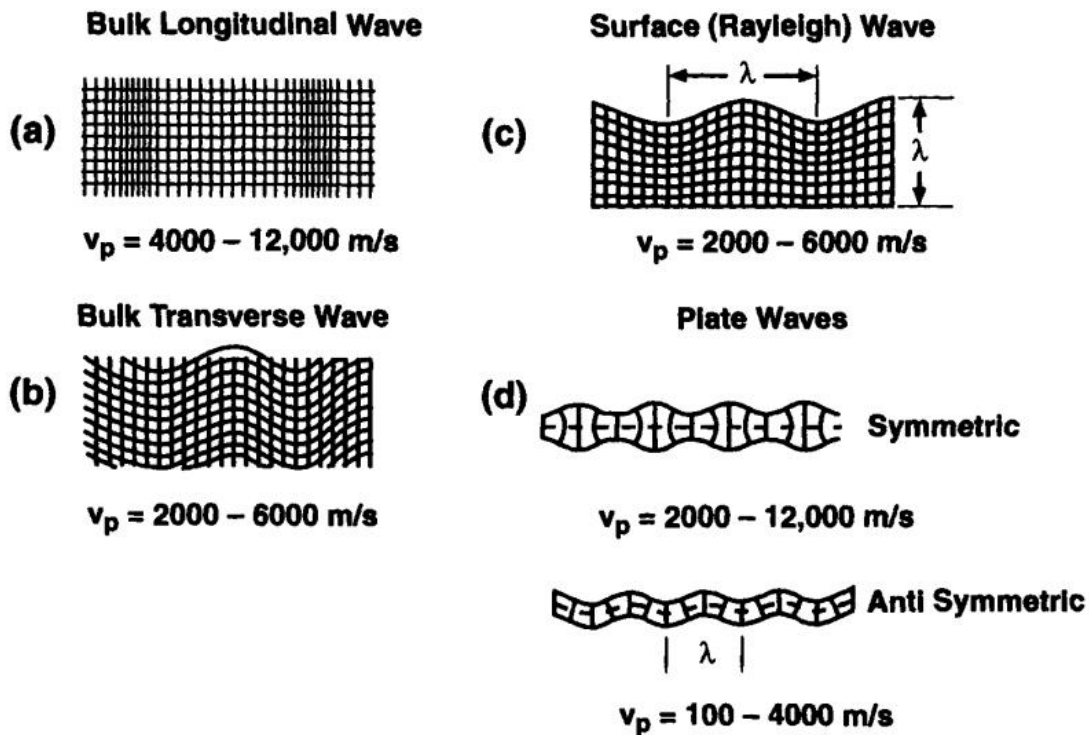 Bulk Longitudinal Wave
(a)
vp = 4000 – 12,000 m/s
Bulk Transverse Wave
(b)
vp = 2000 – 6000 m/s
Surface (Rayleigh) Wave
λ
(c)
λ
vp = 2000 – 6000 m/s
Plate Waves
(d)
Symmetric
vp = 2000 – 12,000 m/s
Anti Symmetric
λ
vp = 100 – 4000 m/s